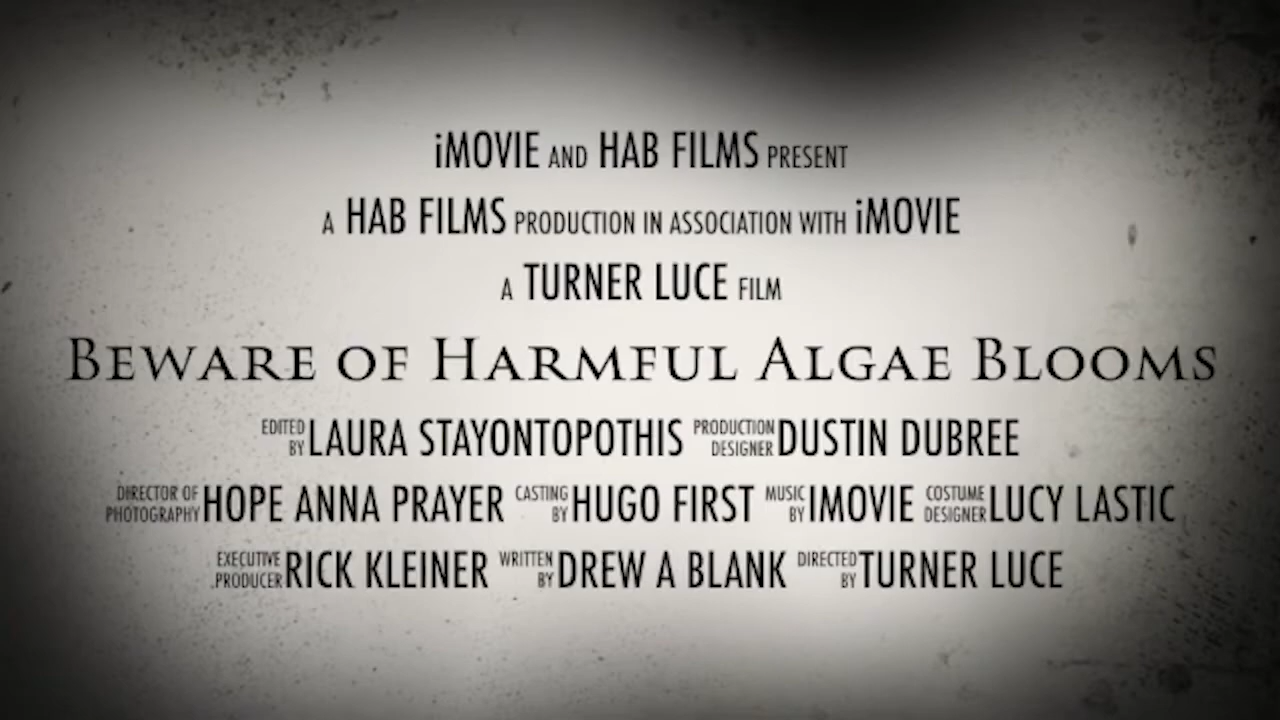 iMOVIE AND HAB FILMS PRESENT
A HAB FILMS PRODUCTION IN ASSOCIATION WITH iMOVIE
A TURNER LUCE FILM
BEWARE OF HARMFUL ALGAE BLOOMS
EDITED BY LAURA STAYONTOPOTHIS PRODUCTION DESIGNER DUSTIN DUBREE
DIRECTOR OF PHOTOGRAPHY HOPE ANNA PRAYER CASTING BY HUGO FIRST MUSIC BY IMOVIE COSTUME DESIGNER LUCY LASTIC
EXECUTIVE PRODUCER RICK KLEINER WRITTEN BY DREW A BLANK DIRECTED BY TURNER LUCE